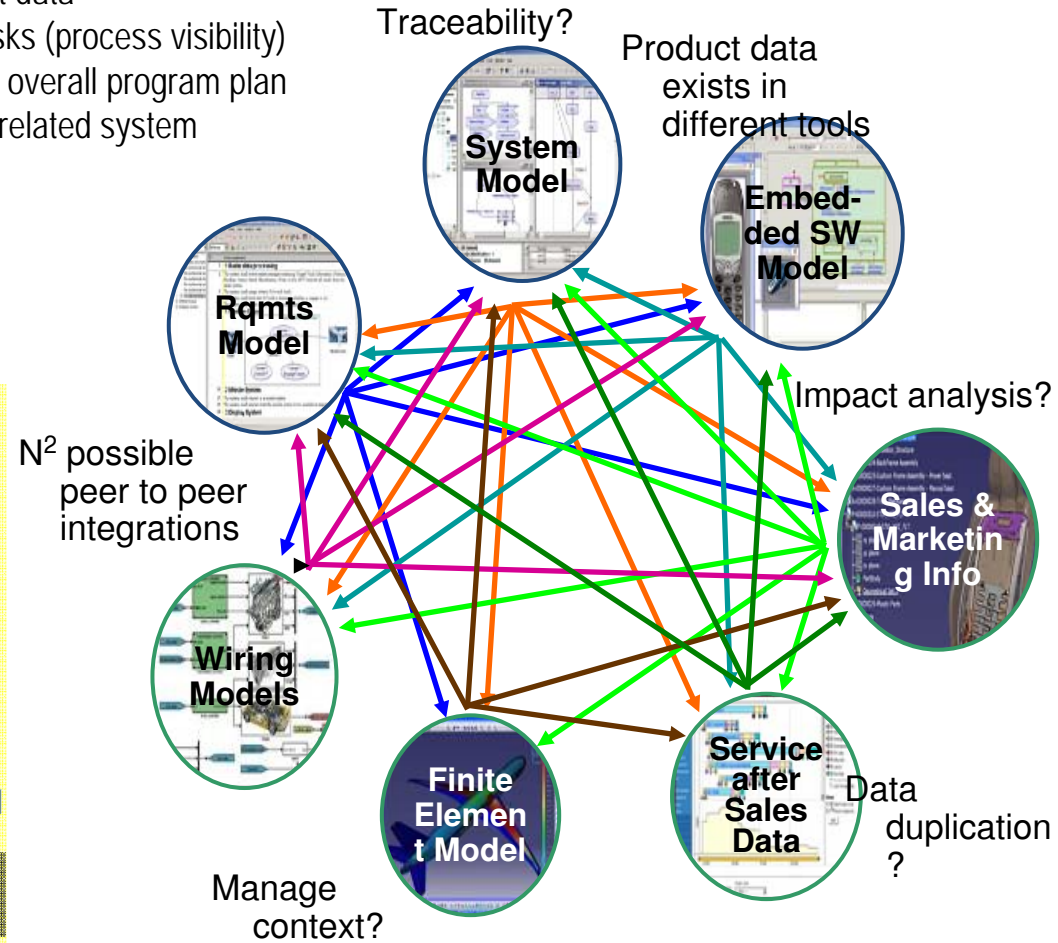 t data
sks (process visibility)
overall program plan
related system
Traceability?
Product data
exists in
different tools
System
Model
Embed-
ded SW
Model
Rqmts
Model
Impact analysis?
N² possible
peer to peer
integrations
Sales &
Marketin
g Info
Wiring
Models
Finite
Elemen
t Model
Service
after
Sales
Data
Data
duplication
?
Manage
context?